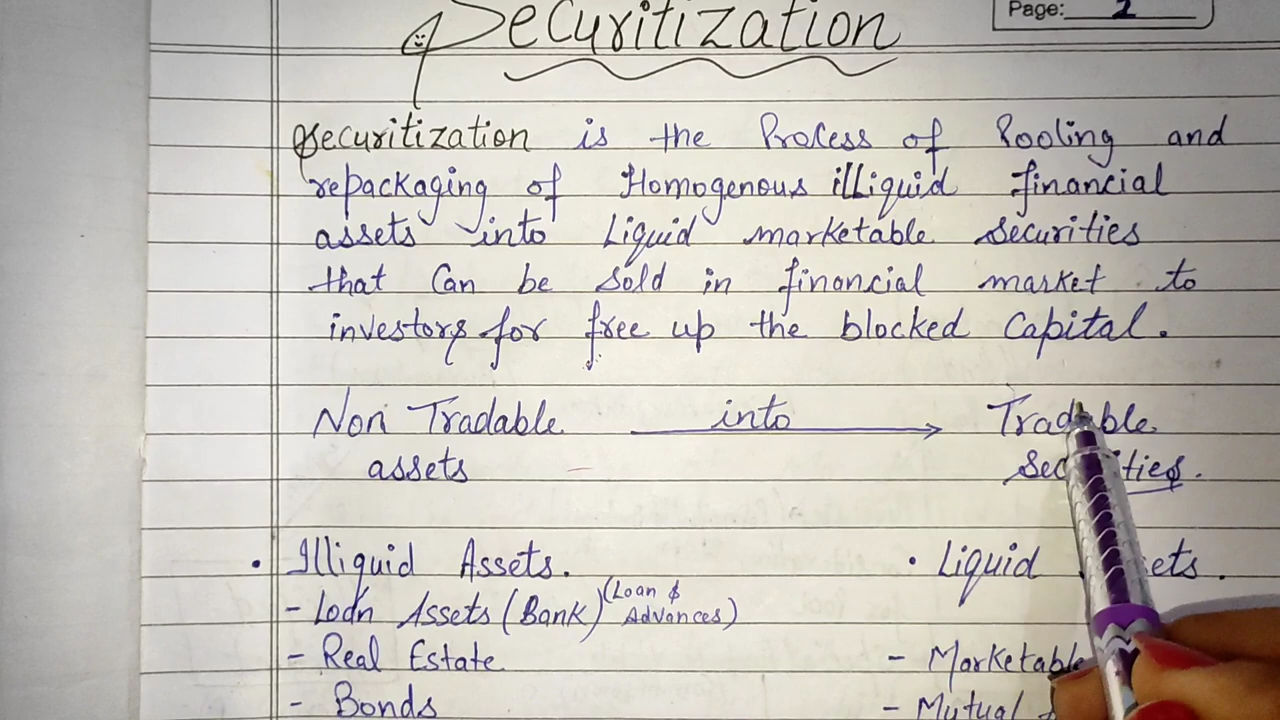 Page: 2
Securitization
Securitization is the Process of Pooling and
repackaging of Homogenous illiquid financial
assets into Liquid marketable securities
that Can be Sold in financial market to
investors for free up the blocked Capital.
Non Tradable into Tradable
assets
• Illiquid Assets. • Liquid
- Loan Assets (Bank) (Loan & Advances)
- Real Estate - Marketable
- Bonds - Mutual